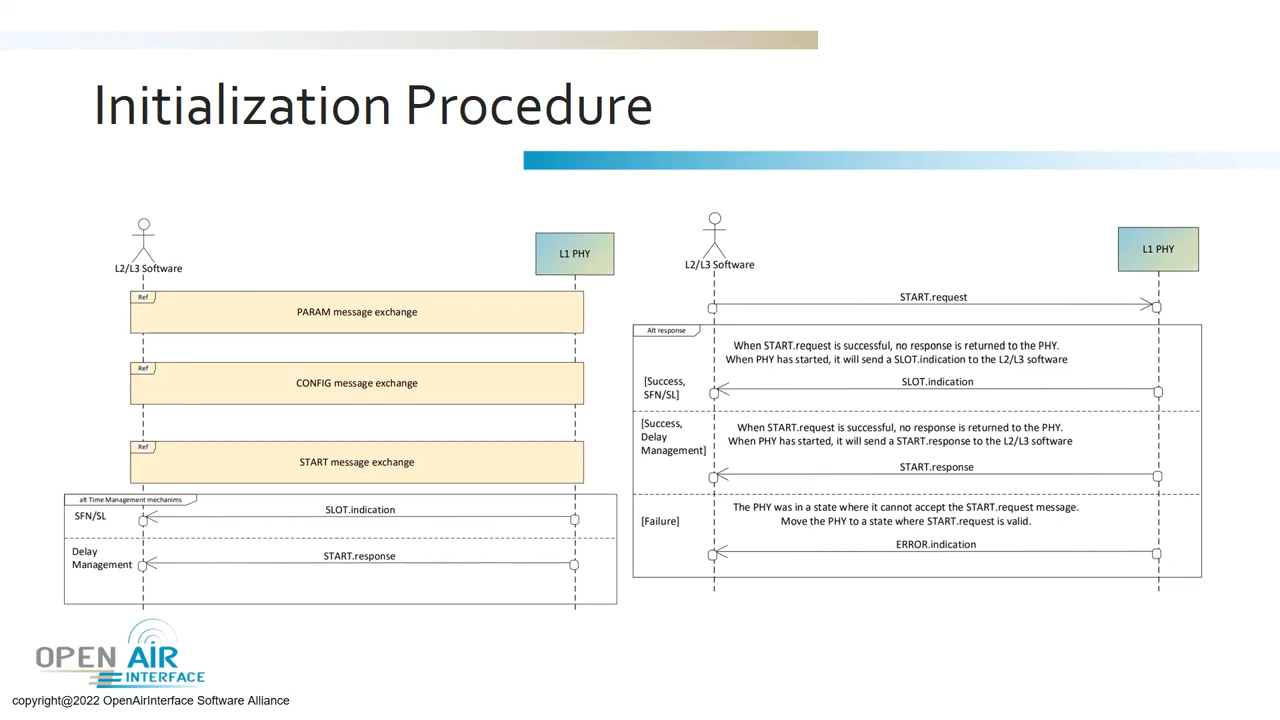 Initialization Procedure
L2/L3 Software
L1 PHY
Ref
PARAM message exchange
Ref
CONFIG message exchange
Ref
START message exchange
alt Time Management mechanims
SFN/SL
SLOT.indication
Delay
Management
START.response
L2/L3 Software
L1 PHY
START.request
Alt response
When START.request is successful, no response is returned to the PHY.
When PHY has started, it will send a SLOT.indication to the L2/L3 software
[Success,
SFN/SL]
SLOT.indication
[Success,
Delay
Management]
When START.request is successful, no response is returned to the PHY.
When PHY has started, it will send a START.response to the L2/L3 software
START.response
[Failure]
The PHY was in a state where it cannot accept the START.request message.
Move the PHY to a state where START.request is valid.
ERROR.indication
OPEN AIR
INTERFACE
copyright@2022 OpenAirInterface Software Alliance